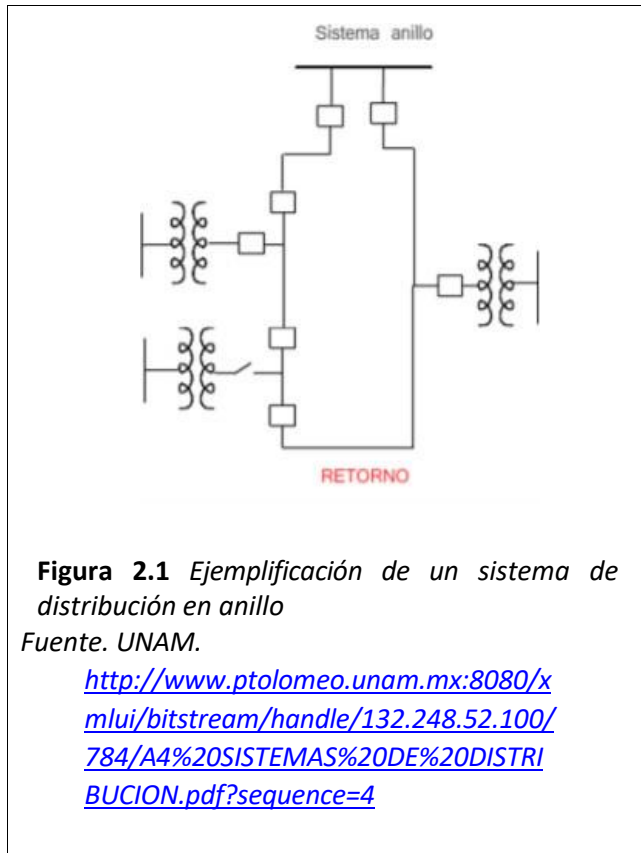 Sistema anillo
RETORNO
Figura 2.1 Ejemplificación de un sistema de
distribución en anillo
Fuente. UNAM.
http://www.ptolomeo.unam.mx:8080/x
mlui/bitstream/handle/132.248.52.100/
784/A4%20SISTEMAS%20DE%20DISTRI
BUCION.pdf?sequence=4